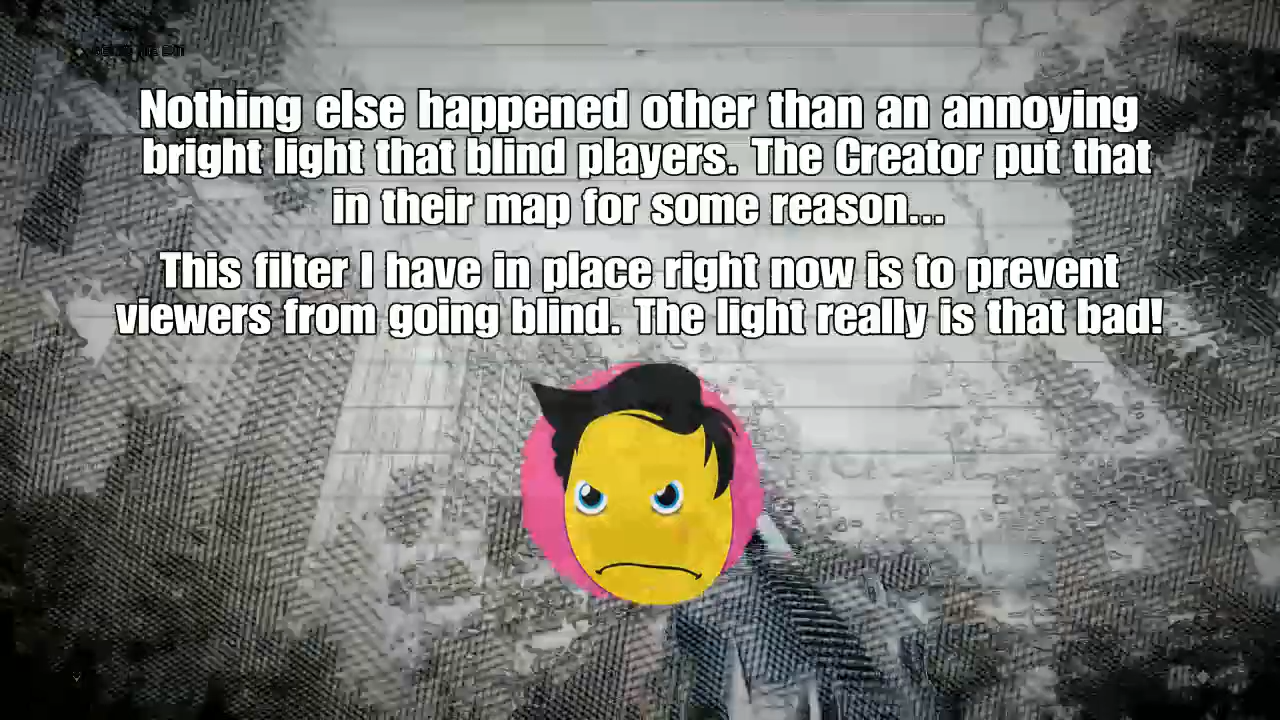 Nothing else happened other than an annoying
bright light that blind players. The Creator put that
in their map for some reason...
This filter I have in place right now is to prevent
viewers from going blind. The light really is that bad!